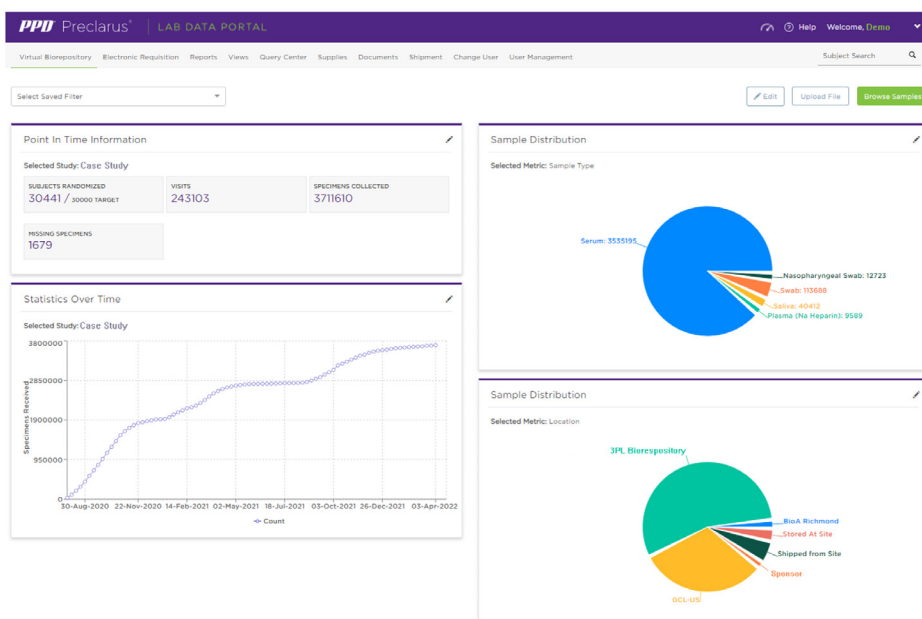 PPD Preclarus® LAB DATA PORTAL
Help Welcome, Demo
Virtual Biorepository Electronic Requisition Reports Views Query Center Supplies Documents Shipment Change User User Management
Subject Search
Select Saved Filter
Edit Upload File Browse Samples
Point In Time Information
Selected Study: Case Study
SUBJECTS RANDOMIZED
30441 / 30000 TARGET
VISITS
243103
SPECIMENS COLLECTED
3711610
MISSING SPECIMENS
1679
Statistics Over Time
Selected Study: Case Study
Specimens Received
3800000
2850000
1900000
950000
0
30-Aug-2020 22-Nov-2020 14-Feb-2021 02-May-2021 18-Jul-2021 03-Oct-2021 26-Dec-2021 03-Apr-2022
Count
Sample Distribution
Selected Metric: Sample Type
Serum: 3535195
Nasopharyngeal Swab: 12723
Swab: 113688
Saliva: 40412
Plasma (Na Heparin): 9589
Sample Distribution
Selected Metric: Location
3PL Biorespository
BioA Richmond
Stored At Site
Shipped from Site
Sponsor
GCL-US